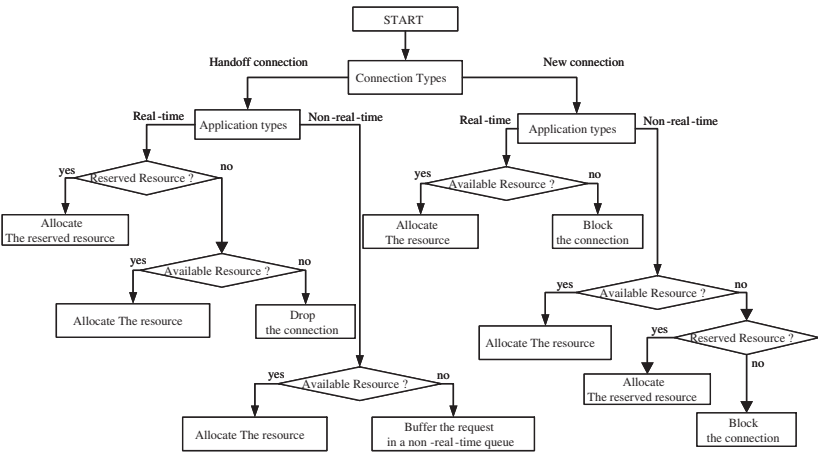 START
Handoff connection
New connection
Connection Types
Real-time
Application types
Non-real-time
Real-time
Application types
Non-real-time
yes
Reserved Resource ?
no
yes
Available Resource ?
no
Allocate
The reserved resource
Allocate
The resource
Block
the connection
yes
Available Resource ?
no
yes
Available Resource ?
no
Allocate The resource
Drop
the connection
Allocate The resource
yes
Reserved Resource ?
no
Allocate
The reserved resource
yes
Available Resource ?
no
Allocate The resource
Buffer the request
in a non-real-time queue
Block
the connection